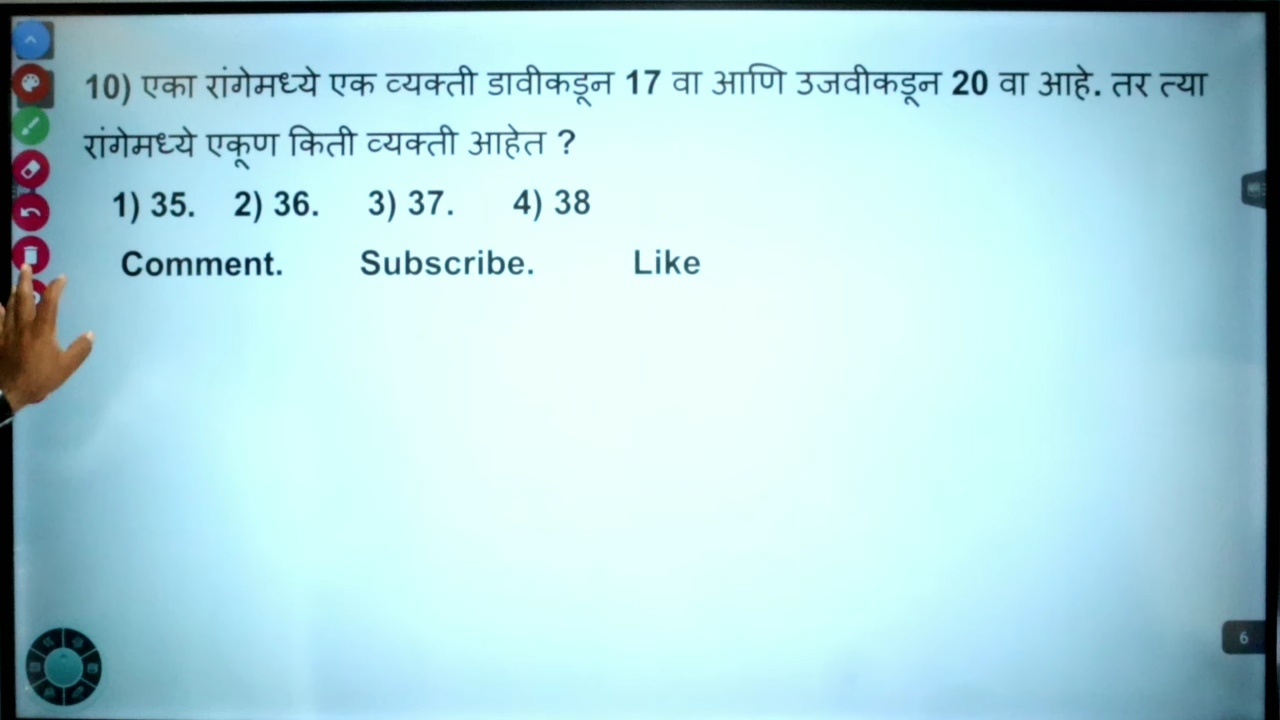 10) एका रांगेमध्ये एक व्यक्ती डावीकडून 17 वा आणि उजवीकडून 20 वा आहे. तर त्या
रांगेमध्ये एकूण किती व्यक्ती आहेत ?
1) 35. 2) 36. 3) 37. 4) 38
Comment. Subscribe. Like
6